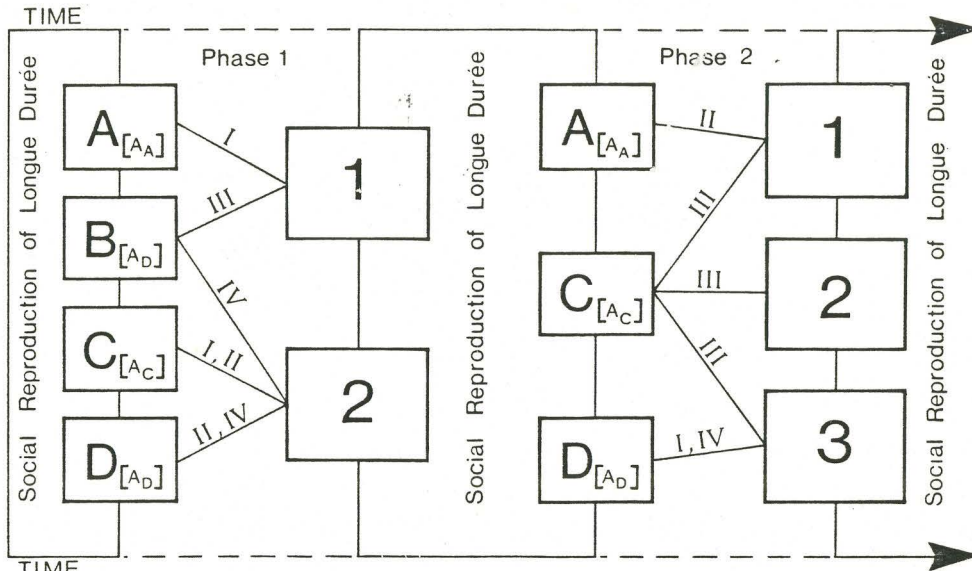 TIME
Phase 1
Phase 2
Social Reproduction of Longue Durée
A[AA]
B[AD]
C[AC]
D[AD]
I
III
IV
I, II
II, IV
1
2
Social Reproduction of Longue Durée
A[AA]
C[AC]
D[AD]
II
III
III
III
I, IV
1
2
3
Social Reproduction of Longue Durée
TIME